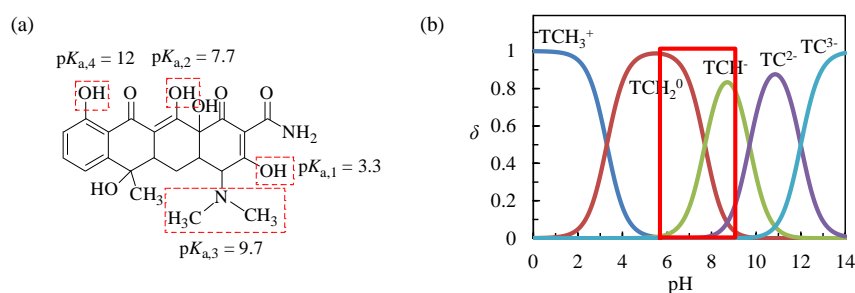 (a)
pKa,4 = 12
pKa,2 = 7.7
OH
O
OH
OH
O
O
NH2
OH
pKa,1 = 3.3
HO
CH3
N
H3C
CH3
pKa,3 = 9.7
(b)
TCH3+
TCH20
TCH-
TC2-
TC3-
1
0.8
0.6
0.4
0.2
0
δ
0 2 4 6 8 10 12 14
pH